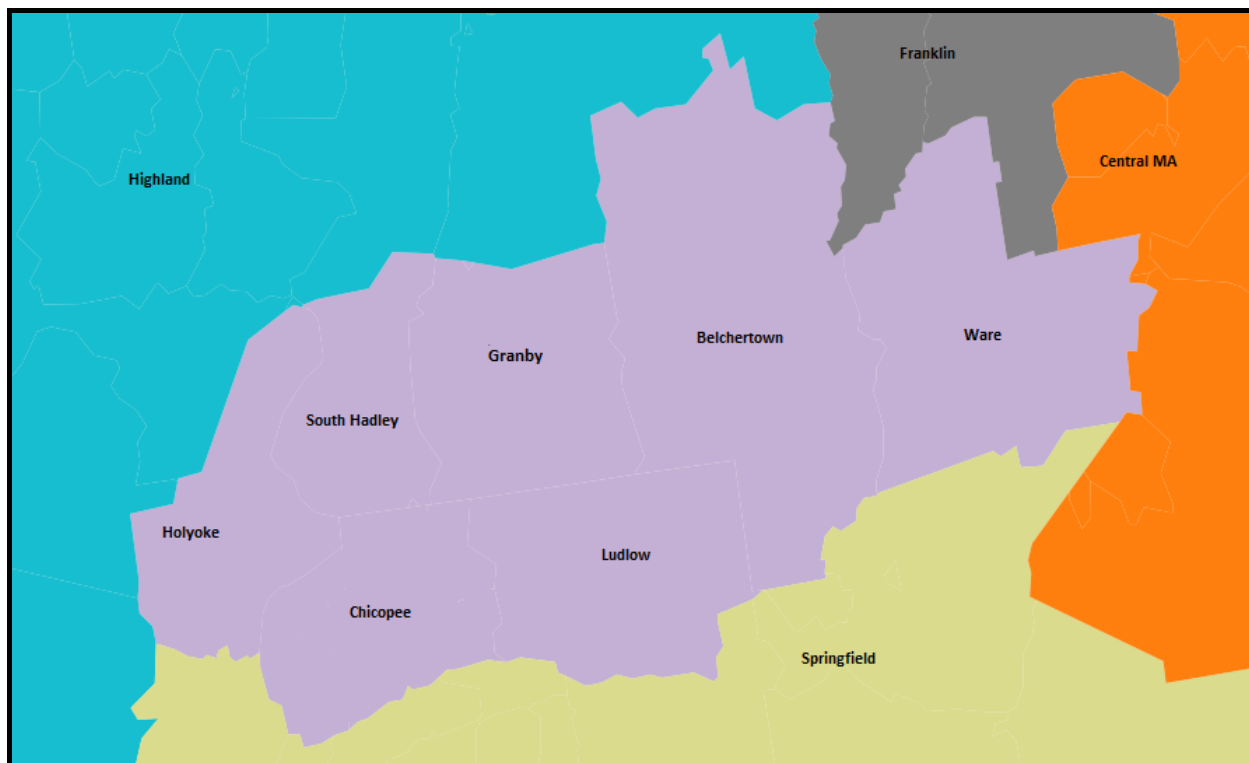 Franklin
Central MA
Highland
Belchertown
Ware
Granby
South Hadley
Holyoke
Ludlow
Chicopee
Springfield